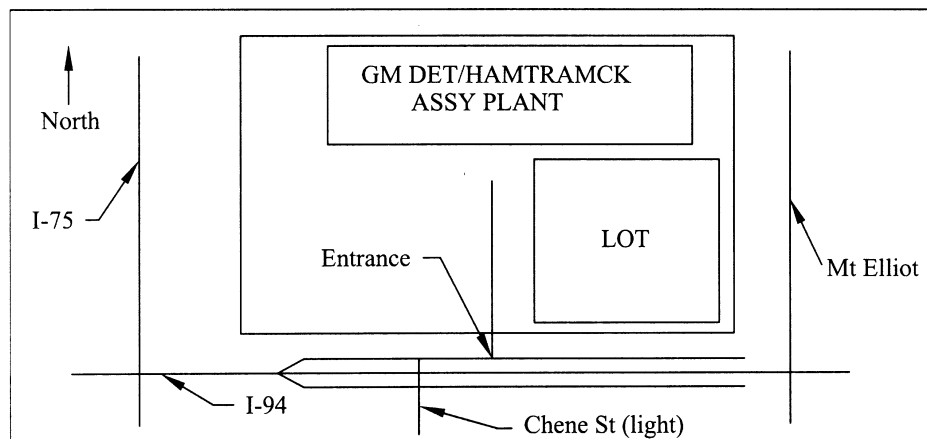 GM DET/HAMTRAMCK
ASSY PLANT
North
I-75
LOT
Entrance
Mt Elliot
I-94
Chene St (light)